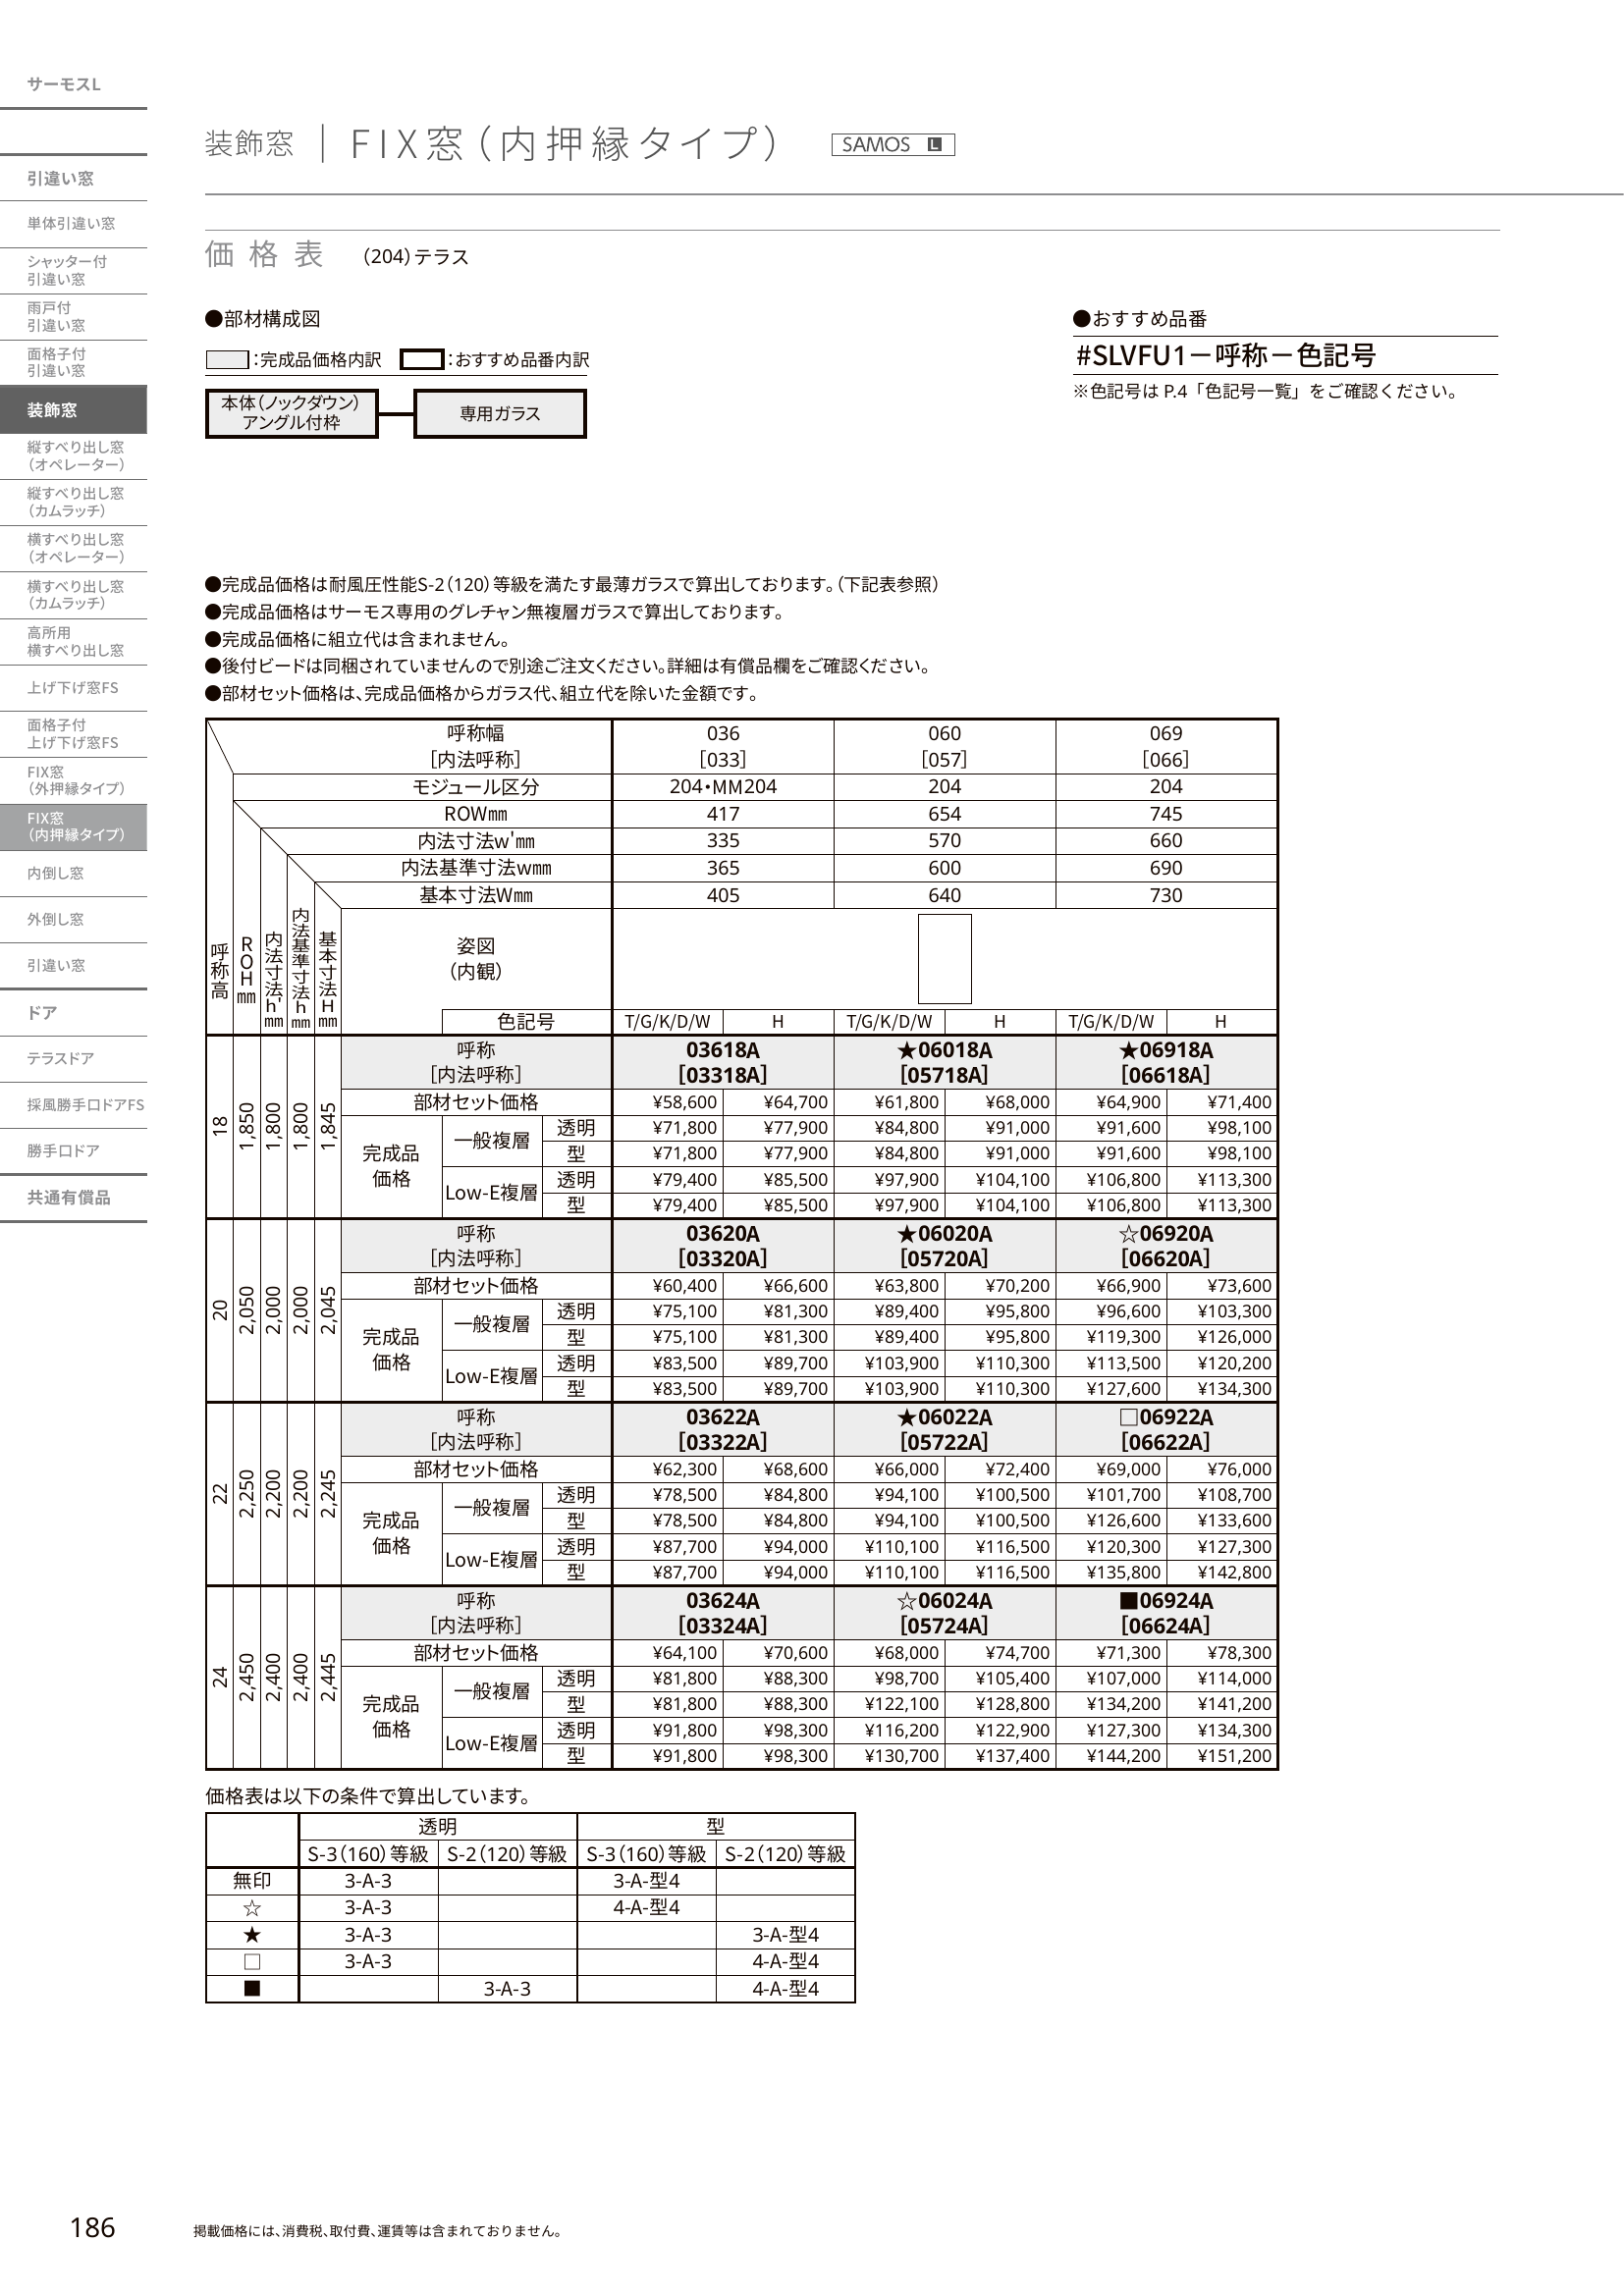 サーモスL
引違い窓
単体引違い窓
シャッター付
引違い窓
雨戸付
引違い窓
面格子付
引違い窓
装飾窓
縦すべり出し窓
（オペレーター）
縦すべり出し窓
（カムラッチ）
横すべり出し窓
（オペレーター）
横すべり出し窓
（カムラッチ）
高所用
横すべり出し窓
上げ下げ窓FS
面格子付
上げ下げ窓FS
FIX窓
（外押縁タイプ）
FIX窓
（内押縁タイプ）
内倒し窓
外倒し窓
引違い窓
ドア
テラスドア
採風勝手口ドアFS
勝手口ドア
共通有償品
装飾窓 FIX窓（内押縁タイプ） SAMOS L
価格表 （204）テラス
●部材構成図
：完成品価格内訳 ：おすすめ品番内訳
本体（ノックダウン）
アングル付枠
専用ガラス
●おすすめ品番
#SLVFU1－呼称－色記号
※色記号は P.4「色記号一覧」をご確認ください。
●完成品価格は耐風圧性能S-2（120）等級を満たす最薄ガラスで算出しております。（下記表参照）
●完成品価格はサーモス専用のグレチャン無複層ガラスで算出しております。
●完成品価格に組立代は含まれません。
●後付ビードは同梱されていませんので別途ご注文ください。詳細は有償品欄をご確認ください。
●部材セット価格は、完成品価格からガラス代、組立代を除いた金額です。
呼称幅 036 060 069
［内法呼称］ ［033］ ［057］ ［066］
モジュール区分 204・MM204 204 204
ROW㎜ 417 654 745
内法寸法w'㎜ 335 570 660
内法基準寸法w㎜ 365 600 690
基本寸法W㎜ 405 640 730
呼称高 ROH㎜ 内法寸法h'㎜ 内法基準寸法h㎜ 基本寸法H㎜
姿図
（内観）
色記号 T/G/K/D/W H T/G/K/D/W H T/G/K/D/W H
18 1,850 1,800 1,800 1,845
呼称 03618A ★06018A ★06918A
［内法呼称］ ［03318A］ ［05718A］ ［06618A］
部材セット価格 ¥58,600 ¥64,700 ¥61,800 ¥68,000 ¥64,900 ¥71,400
完成品価格 一般複層 透明 ¥71,800 ¥77,900 ¥84,800 ¥91,000 ¥91,600 ¥98,100
型 ¥71,800 ¥77,900 ¥84,800 ¥91,000 ¥91,600 ¥98,100
Low-E複層 透明 ¥79,400 ¥85,500 ¥97,900 ¥104,100 ¥106,800 ¥113,300
型 ¥79,400 ¥85,500 ¥97,900 ¥104,100 ¥106,800 ¥113,300
20 2,050 2,000 2,000 2,045
呼称 03620A ★06020A ☆06920A
［内法呼称］ ［03320A］ ［05720A］ ［06620A］
部材セット価格 ¥60,400 ¥66,600 ¥63,800 ¥70,200 ¥66,900 ¥73,600
完成品価格 一般複層 透明 ¥75,100 ¥81,300 ¥89,400 ¥95,800 ¥96,600 ¥103,300
型 ¥75,100 ¥81,300 ¥89,400 ¥95,800 ¥119,300 ¥126,000
Low-E複層 透明 ¥83,500 ¥89,700 ¥103,900 ¥110,300 ¥113,500 ¥120,200
型 ¥83,500 ¥89,700 ¥103,900 ¥110,300 ¥127,600 ¥134,300
22 2,250 2,200 2,200 2,245
呼称 03622A ★06022A □06922A
［内法呼称］ ［03322A］ ［05722A］ ［06622A］
部材セット価格 ¥62,300 ¥68,600 ¥66,000 ¥72,400 ¥69,000 ¥76,000
完成品価格 一般複層 透明 ¥78,500 ¥84,800 ¥94,100 ¥100,500 ¥101,700 ¥108,700
型 ¥78,500 ¥84,800 ¥94,100 ¥100,500 ¥126,600 ¥133,600
Low-E複層 透明 ¥87,700 ¥94,000 ¥110,100 ¥116,500 ¥120,300 ¥127,300
型 ¥87,700 ¥94,000 ¥110,100 ¥116,500 ¥135,800 ¥142,800
24 2,450 2,400 2,400 2,445
呼称 03624A ☆06024A ■06924A
［内法呼称］ ［03324A］ ［05724A］ ［06624A］
部材セット価格 ¥64,100 ¥70,600 ¥68,000 ¥74,700 ¥71,300 ¥78,300
完成品価格 一般複層 透明 ¥81,800 ¥88,300 ¥98,700 ¥105,400 ¥107,000 ¥114,000
型 ¥81,800 ¥88,300 ¥122,100 ¥128,800 ¥134,200 ¥141,200
Low-E複層 透明 ¥91,800 ¥98,300 ¥116,200 ¥122,900 ¥127,300 ¥134,300
型 ¥91,800 ¥98,300 ¥130,700 ¥137,400 ¥144,200 ¥151,200
価格表は以下の条件で算出しています。
透明 型
S-3（160）等級 S-2（120）等級 S-3（160）等級 S-2（120）等級
無印 3-A-3 3-A-型4
☆ 3-A-3 4-A-型4
★ 3-A-3 3-A-型4
□ 3-A-3 4-A-型4
■ 3-A-3 4-A-型4
186 掲載価格には、消費税、取付費、運賃等は含まれておりません。